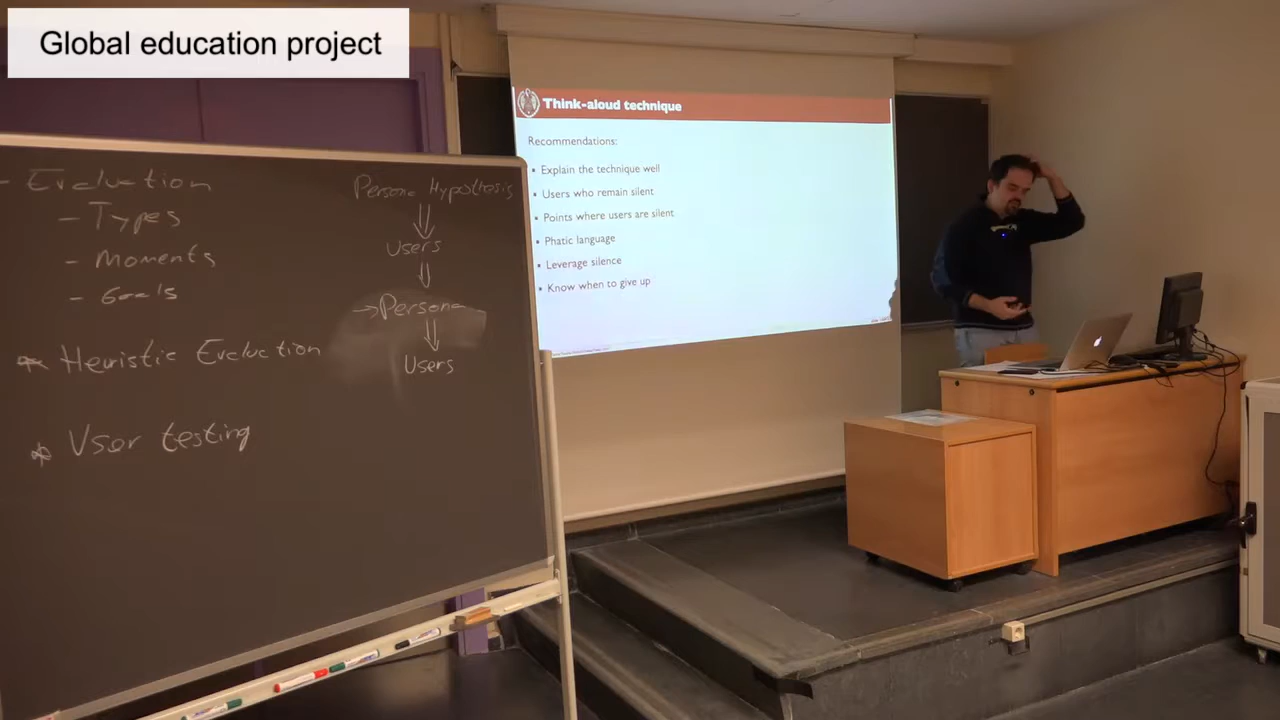 Global education project
- Evaluation
- Types
- Moments
- Goals
* Heuristic Evaluation
* User testing
Persona Hypothesis
Users
→ Persona
Users
Think-aloud technique
Recommendations:
• Explain the technique well
• Users who remain silent
• Points where users are silent
• Phatic language
• Leverage silence
• Know when to give up